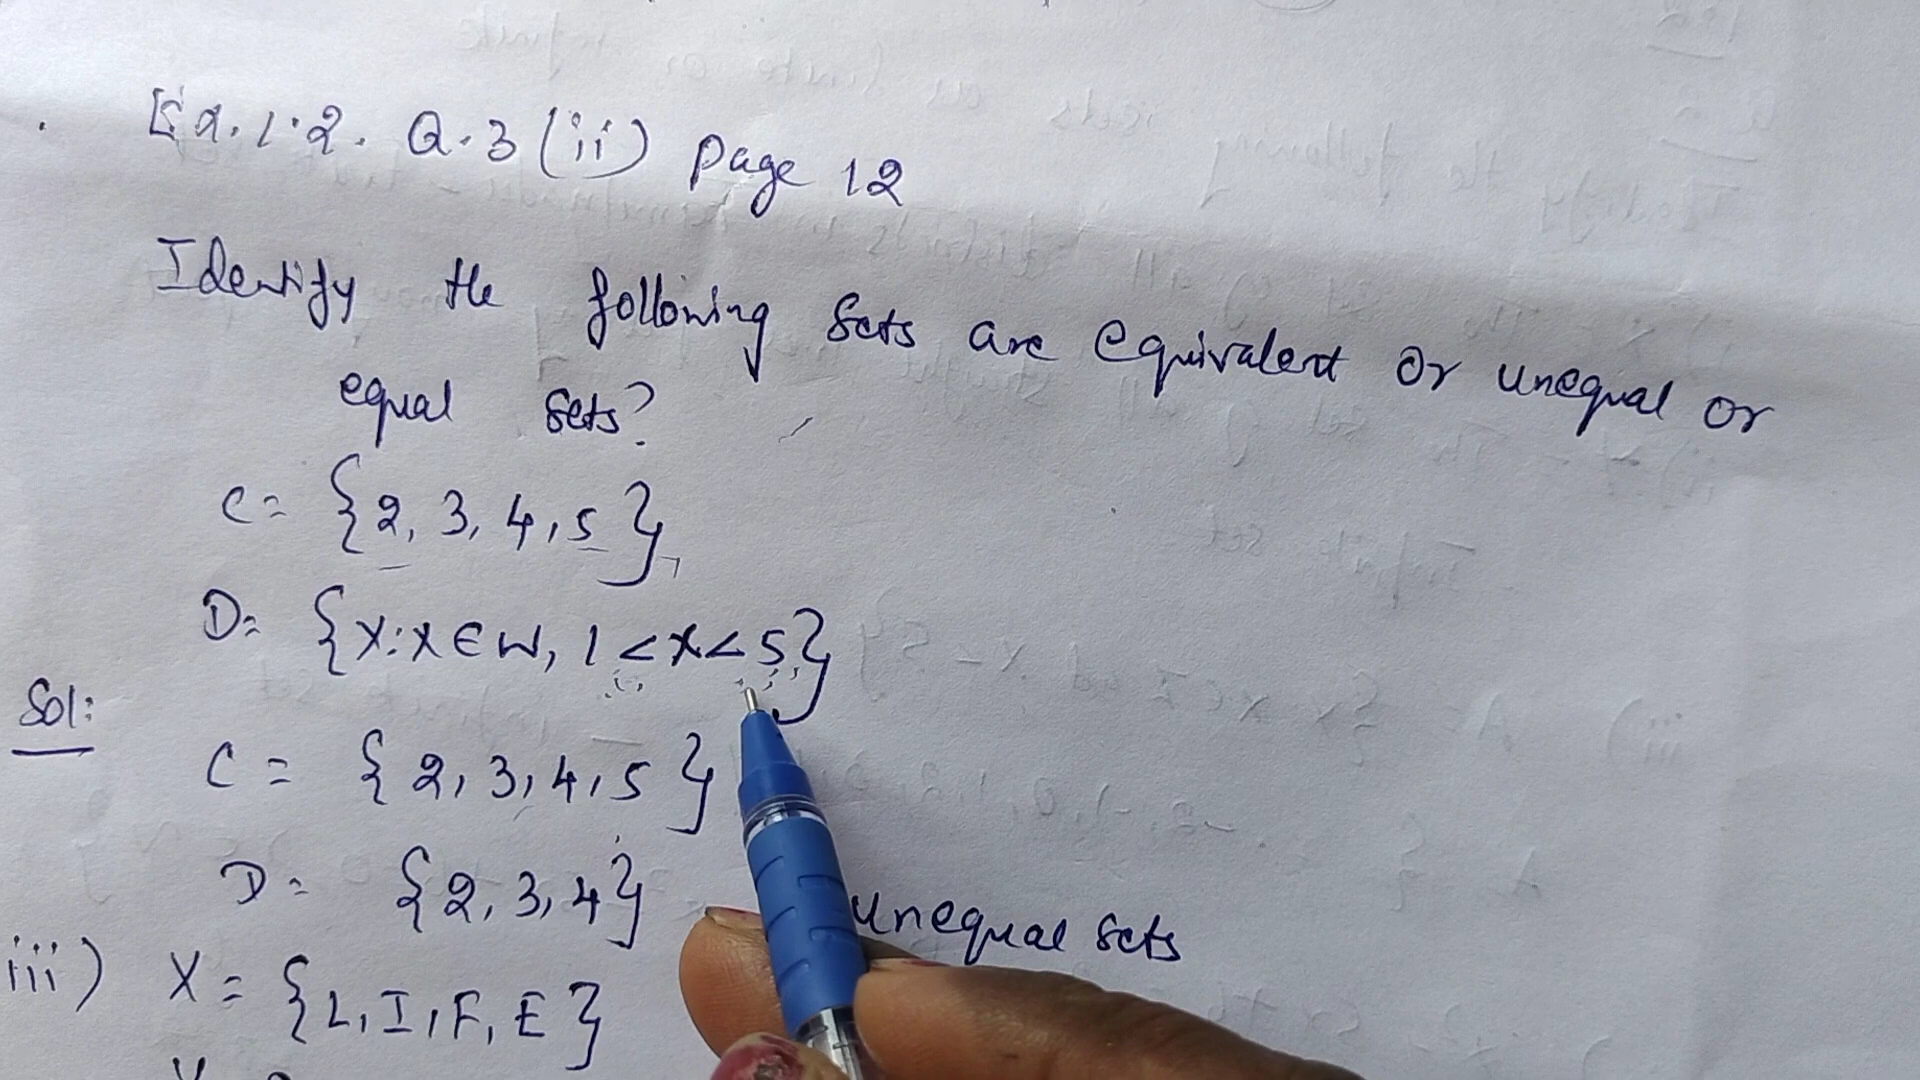 Ex.1.2. Q.3 (ii) Page 12
Identify the following sets are equivalent or unequal or
equal sets?
C = {2, 3, 4, 5}
D = {x:x∈W, 1<x<5}
Sol:
C = {2, 3, 4, 5}
D = {2, 3, 4}
unequal sets
iii) X = {L, I, F, E}